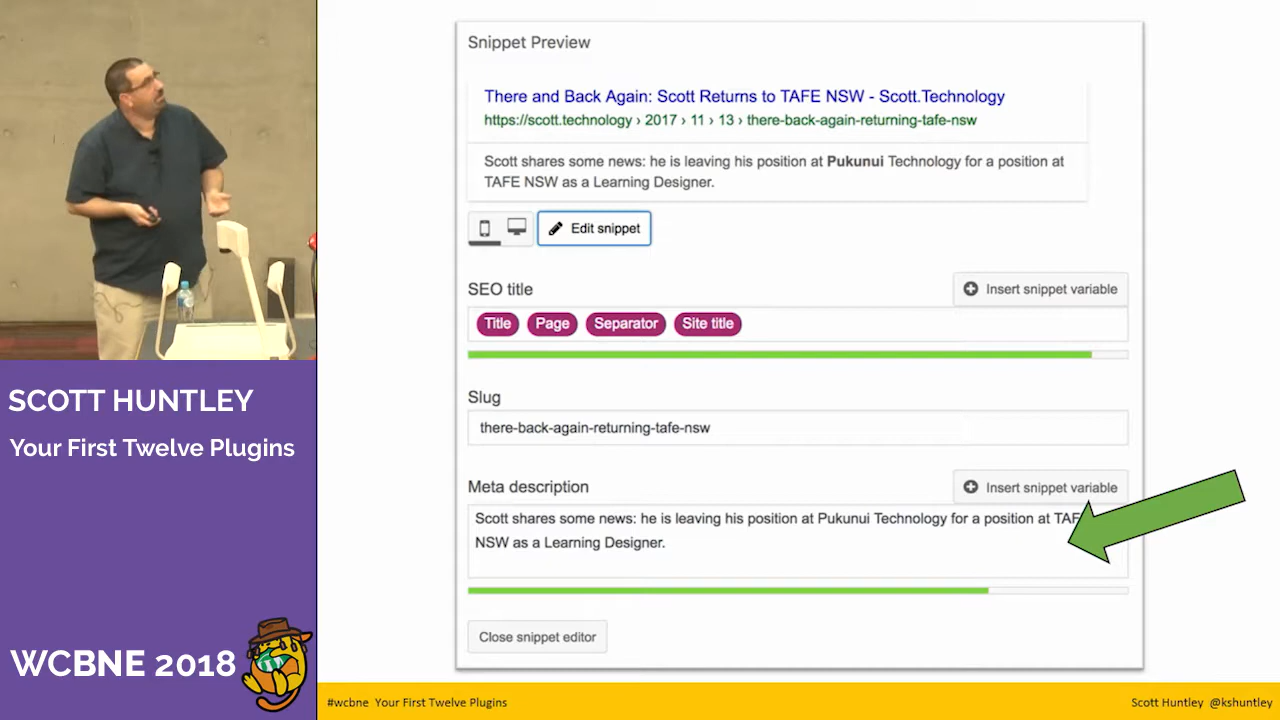 SCOTT HUNTLEY
Your First Twelve Plugins
WCBNE 2018
Snippet Preview
There and Back Again: Scott Returns to TAFE NSW - Scott.Technology
https://scott.technology › 2017 › 11 › 13 › there-back-again-returning-tafe-nsw
Scott shares some news: he is leaving his position at Pukunui Technology for a position at
TAFE NSW as a Learning Designer.
Edit snippet
SEO title
Insert snippet variable
Title Page Separator Site title
Slug
there-back-again-returning-tafe-nsw
Meta description
Insert snippet variable
Scott shares some news: he is leaving his position at Pukunui Technology for a position at TAF
NSW as a Learning Designer.
Close snippet editor
#wcbne Your First Twelve Plugins
Scott Huntley @kshuntley